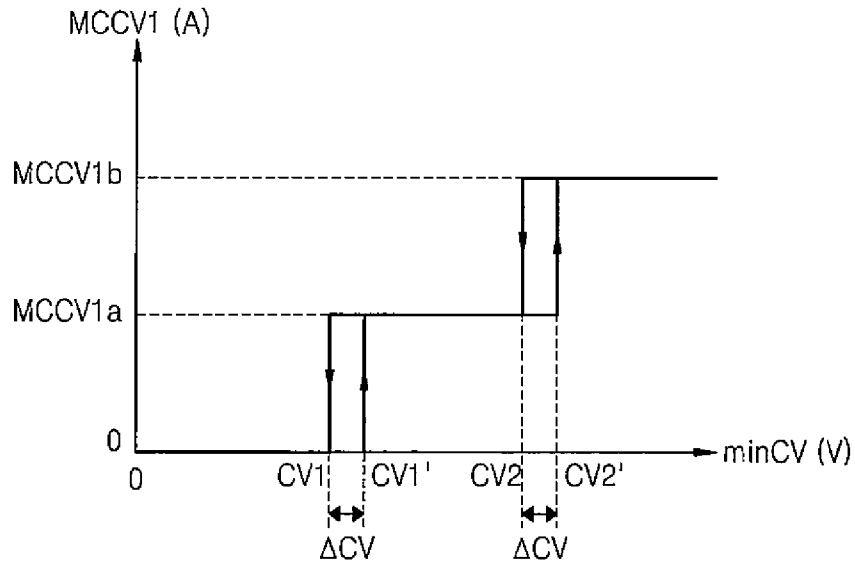 MCCV1 (A)
MCCV1b
MCCV1a
0
0
CV1 CV1' CV2 CV2' minCV (V)
ΔCV ΔCV